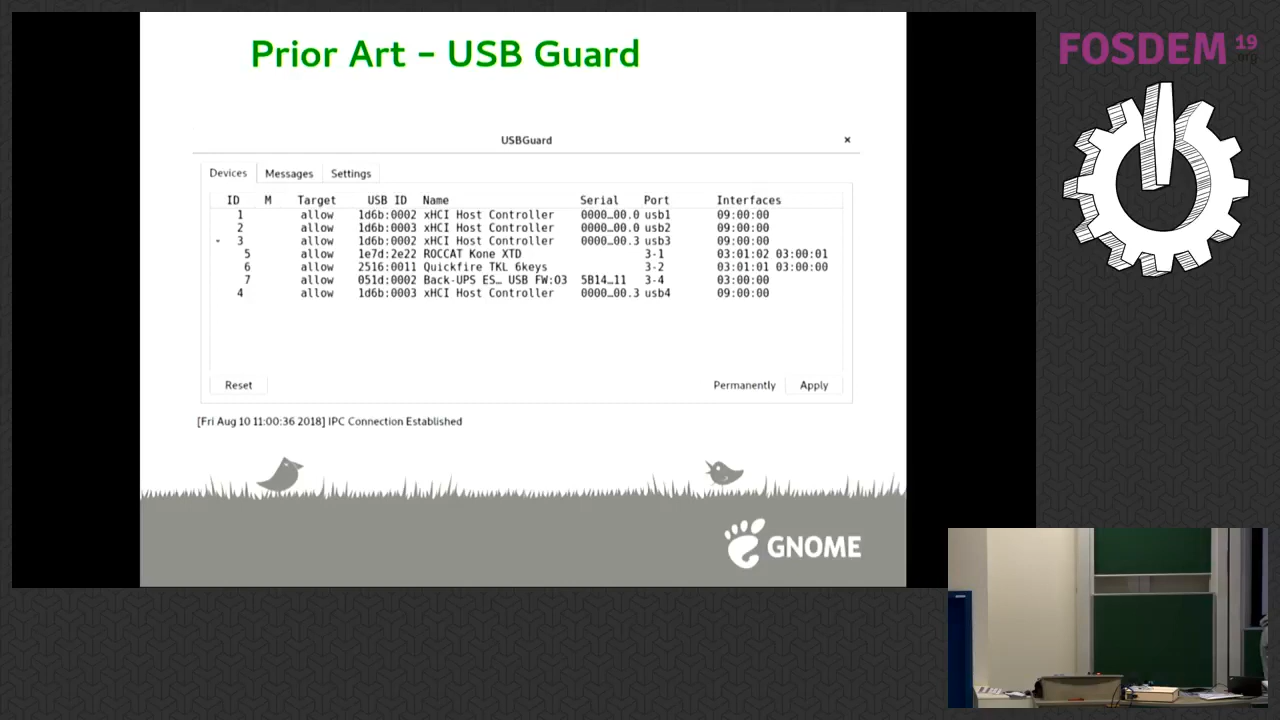 Prior Art – USB Guard
FOSDEM 19
.org
USBGuard ×
Devices Messages Settings
ID M Target USB ID Name Serial Port Interfaces
1 allow 1d6b:0002 xHCI Host Controller 0000…00.0 usb1 09:00:00
2 allow 1d6b:0003 xHCI Host Controller 0000…00.0 usb2 09:00:00
- 3 allow 1d6b:0002 xHCI Host Controller 0000…00.3 usb3 09:00:00
5 allow 1e7d:2e22 ROCCAT Kone XTD 3-1 03:01:02 03:00:01
6 allow 2516:0011 Quickfire TKL 6keys 3-2 03:01:01 03:00:00
7 allow 051d:0002 Back-UPS ES… USB FW:O3 5B14…11 3-4 03:00:00
4 allow 1d6b:0003 xHCI Host Controller 0000…00.3 usb4 09:00:00
Reset Permanently Apply
[Fri Aug 10 11:00:36 2018] IPC Connection Established
GNOME